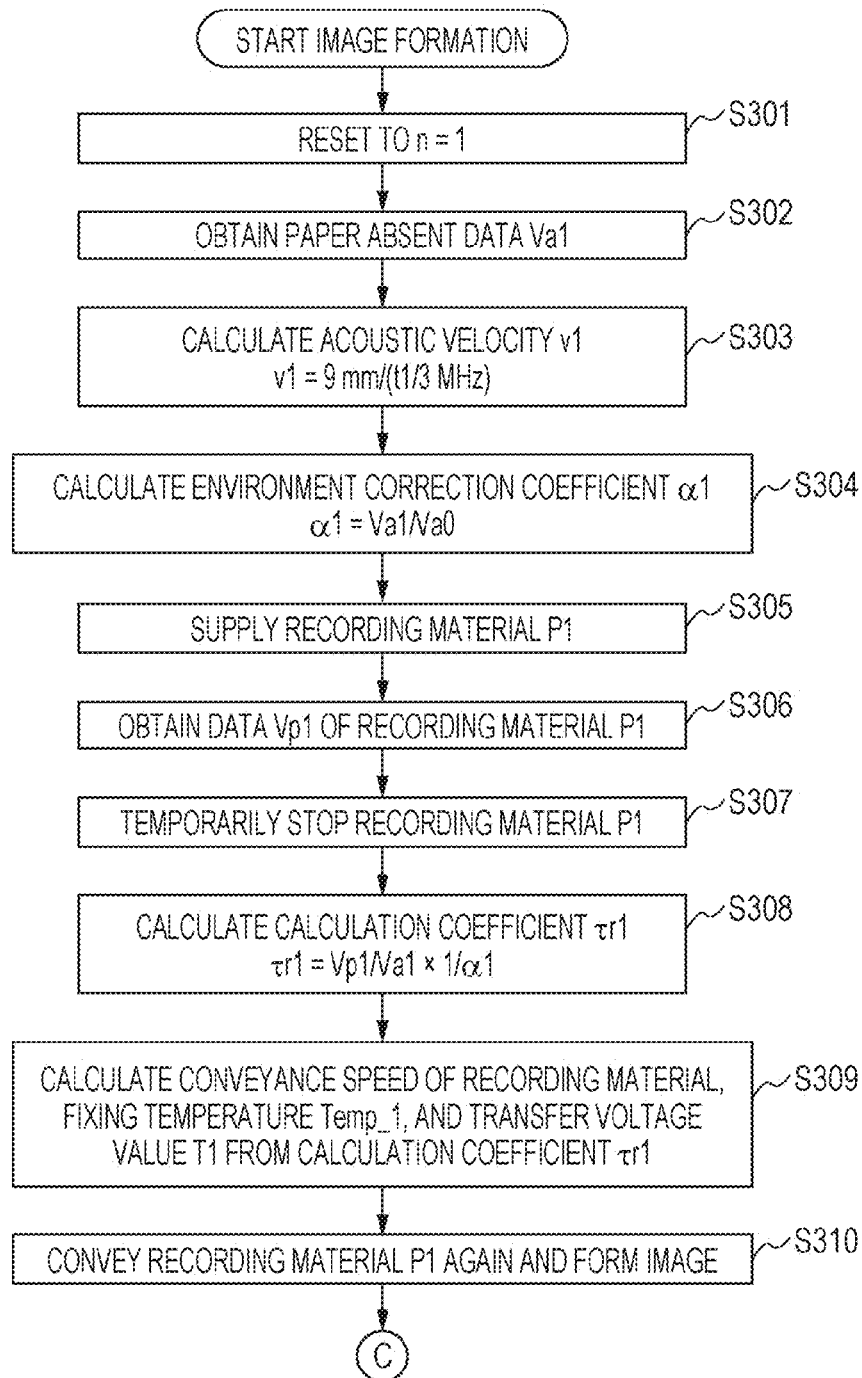 START IMAGE FORMATION
S301
RESET TO n = 1
S302
OBTAIN PAPER ABSENT DATA Va1
S303
CALCULATE ACOUSTIC VELOCITY v1
v1 = 9 mm/(t1/3 MHz)
S304
CALCULATE ENVIRONMENT CORRECTION COEFFICIENT α1
α1 = Va1/Va0
S305
SUPPLY RECORDING MATERIAL P1
S306
OBTAIN DATA Vp1 OF RECORDING MATERIAL P1
S307
TEMPORARILY STOP RECORDING MATERIAL P1
S308
CALCULATE CALCULATION COEFFICIENT τr1
τr1 = Vp1/Va1 × 1/α1
S309
CALCULATE CONVEYANCE SPEED OF RECORDING MATERIAL,
FIXING TEMPERATURE Temp_1, AND TRANSFER VOLTAGE
VALUE T1 FROM CALCULATION COEFFICIENT τr1
S310
CONVEY RECORDING MATERIAL P1 AGAIN AND FORM IMAGE
C